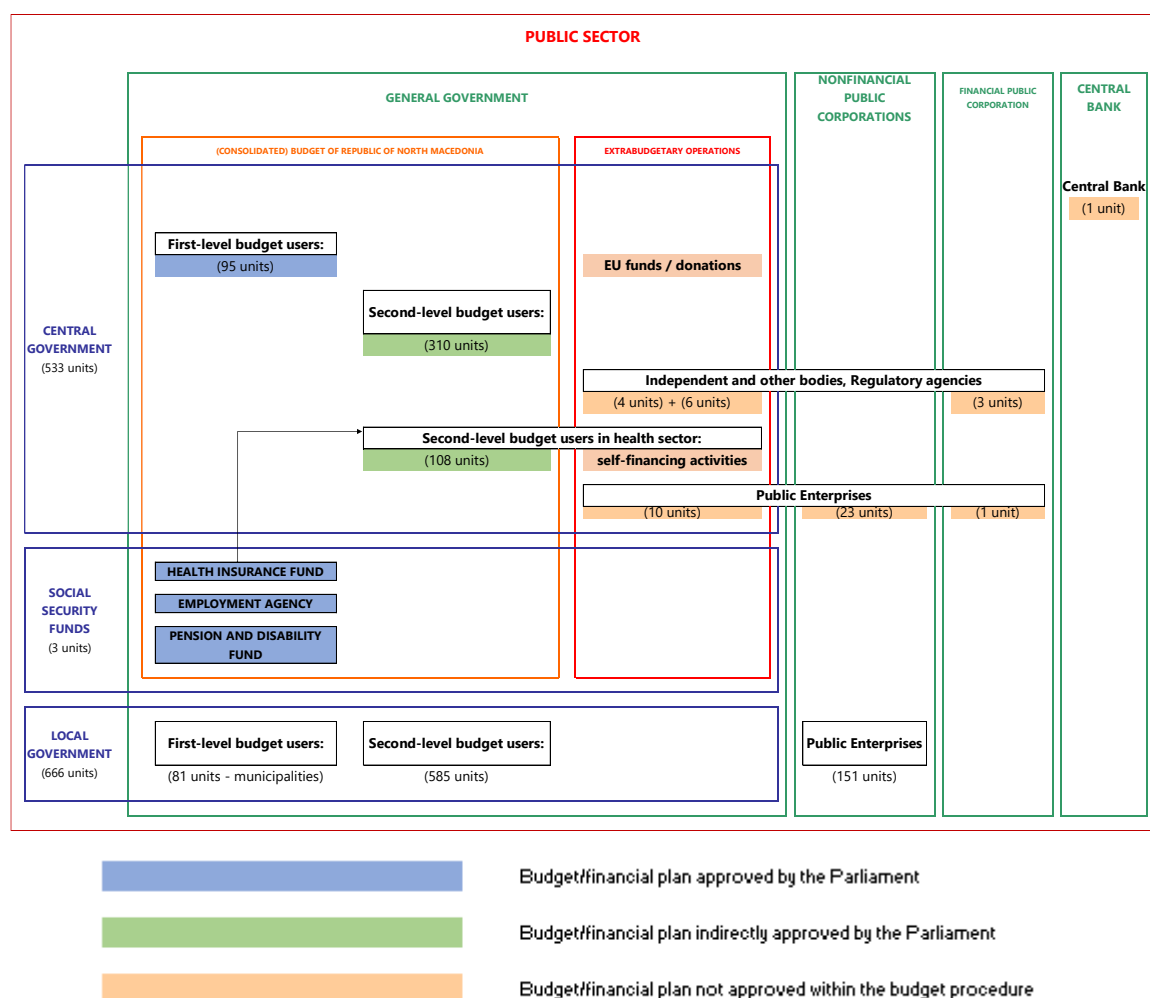 PUBLIC SECTOR
GENERAL GOVERNMENT
NONFINANCIAL
PUBLIC
CORPORATIONS
FINANCIAL PUBLIC
CORPORATION
CENTRAL
BANK
(CONSOLIDATED) BUDGET OF REPUBLIC OF NORTH MACEDONIA
EXTRABUDGETARY OPERATIONS
Central Bank
(1 unit)
First-level budget users:
(95 units)
EU funds / donations
Second-level budget users:
(310 units)
CENTRAL
GOVERNMENT
(533 units)
Independent and other bodies, Regulatory agencies
(4 units) + (6 units)
(3 units)
Second-level budget users in health sector:
(108 units)
self-financing activities
Public Enterprises
(10 units)
(23 units)
(1 unit)
SOCIAL
SECURITY
FUNDS
(3 units)
HEALTH INSURANCE FUND
EMPLOYMENT AGENCY
PENSION AND DISABILITY
FUND
LOCAL
GOVERNMENT
(666 units)
First-level budget users:
(81 units - municipalities)
Second-level budget users:
(585 units)
Public Enterprises
(151 units)
Budget/financial plan approved by the Parliament
Budget/financial plan indirectly approved by the Parliament
Budget/financial plan not approved within the budget procedure